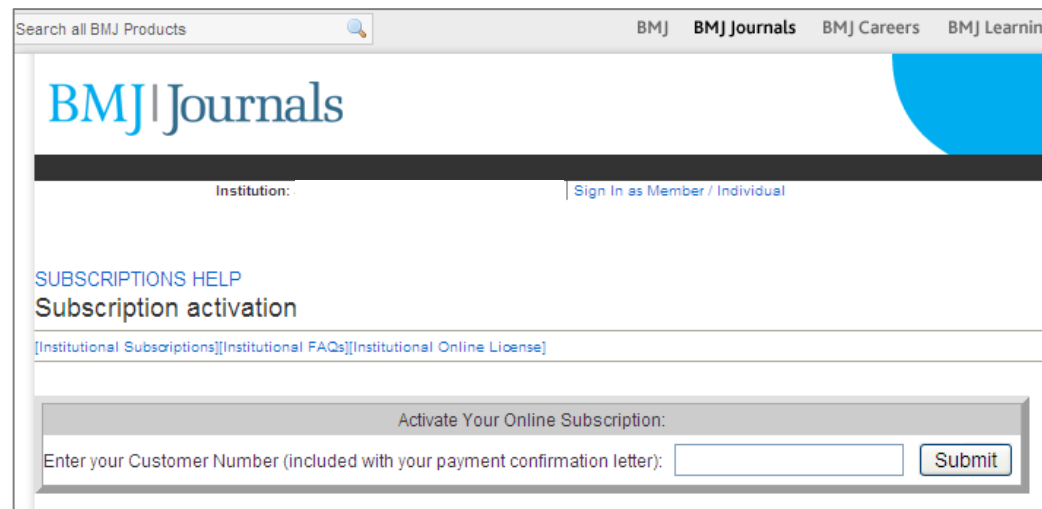 Search all BMJ Products BMJ BMJ Journals BMJ Careers BMJ Learnin
BMJ Journals
Institution: Sign In as Member / Individual
SUBSCRIPTIONS HELP
Subscription activation
[Institutional Subscriptions][Institutional FAQs][Institutional Online License]
Activate Your Online Subscription:
Enter your Customer Number (included with your payment confirmation letter): Submit